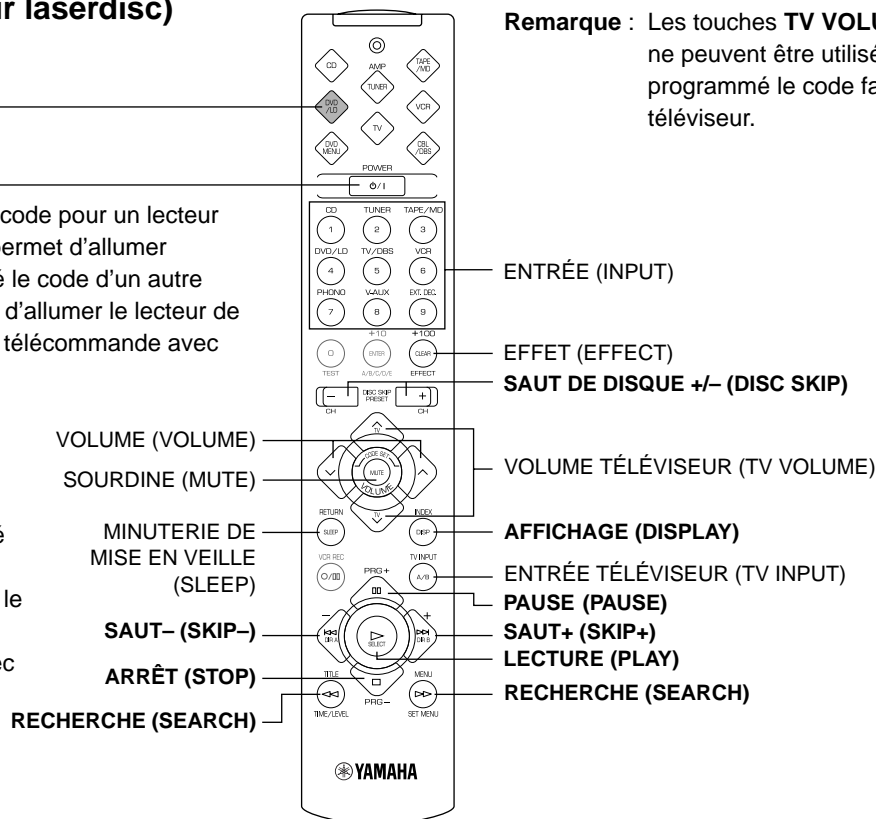 ir laserdisc)
Remarque : Les touches TV VOLU
ne peuvent être utilisé
programmé le code fa
téléviseur.
code pour un lecteur
permet d'allumer
é le code d'un autre
d'allumer le lecteur de
télécommande avec
é
le
ec
CD
AMP
TAPE
/MD
TUNER
DVD
/LD
VCR
TV
DVD
MENU
CBL
/DBS
POWER
⏻/I
CD TUNER TAPE/MD
1 2 3
DVD/LD TV/DBS VCR
4 5 6
PHONO V-AUX EXT. DEC.
7 8 9
+10 +100
0 ENTER CLEAR
TEST A/B/C/D/E EFFECT
– DISC SKIP +
PRESET
CH CH
TV
CODE SET
MUTE
VOLUME
TV
RETURN INDEX
SLEEP DISP
VCR REC TV INPUT
A/B
PRG +
– +
DIR A SELECT DIR B
TITLE MENU
PRG –
TIME/LEVEL SET MENU
YAMAHA
ENTRÉE (INPUT)
EFFET (EFFECT)
SAUT DE DISQUE +/– (DISC SKIP)
VOLUME (VOLUME)
SOURDINE (MUTE)
VOLUME TÉLÉVISEUR (TV VOLUME)
MINUTERIE DE
MISE EN VEILLE
(SLEEP)
AFFICHAGE (DISPLAY)
ENTRÉE TÉLÉVISEUR (TV INPUT)
PAUSE (PAUSE)
SAUT– (SKIP–)
SAUT+ (SKIP+)
LECTURE (PLAY)
ARRÊT (STOP)
RECHERCHE (SEARCH)
RECHERCHE (SEARCH)